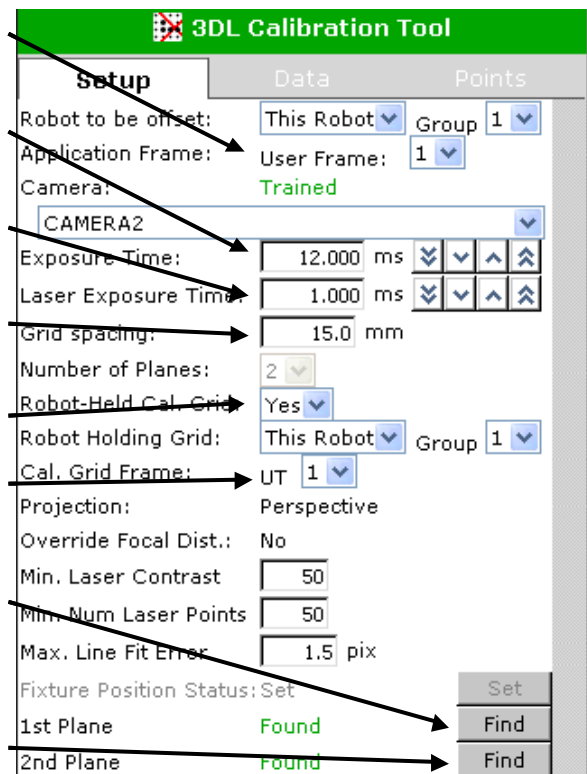 3DL Calibration Tool
Setup Data Points
Robot to be offset: This Robot Group 1
Application Frame: User Frame: 1
Camera: Trained
CAMERA2
Exposure Time: 12.000 ms
Laser Exposure Time: 1.000 ms
Grid spacing: 15.0 mm
Number of Planes: 2
Robot-Held Cal. Grid: Yes
Robot Holding Grid: This Robot Group 1
Cal. Grid Frame: UT 1
Projection: Perspective
Override Focal Dist.: No
Min. Laser Contrast 50
Min. Num Laser Points 50
Max. Line Fit Error 1.5 pix
Fixture Position Status: Set Set
1st Plane Found Find
2nd Plane Found Find